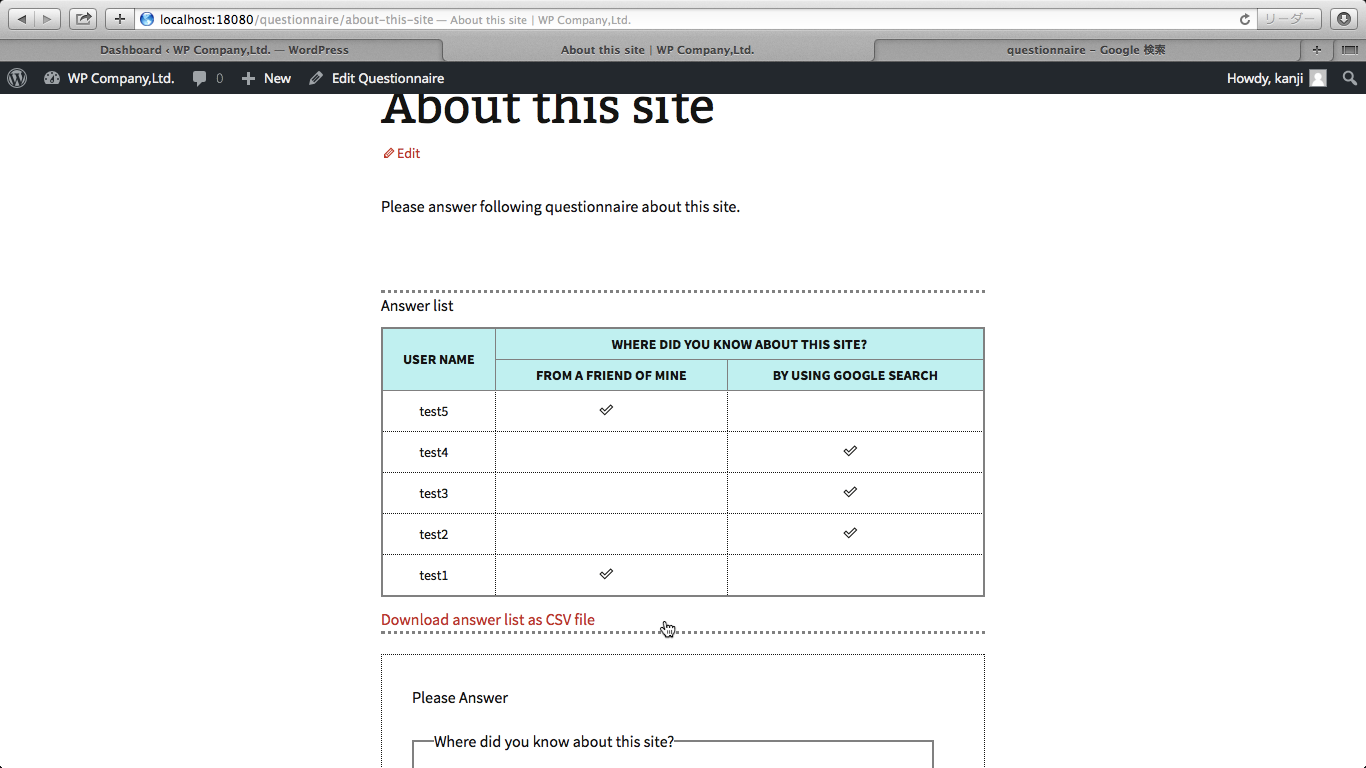 localhost:18080/questionnaire/about-this-site — About this site | WP Company,Ltd.
リーダー
Dashboard ‹ WP Company,Ltd. — WordPress
About this site | WP Company,Ltd.
questionnaire - Google 検索
WP Company,Ltd.
0
New
Edit Questionnaire
Howdy, kanji
About this site
Edit
Please answer following questionnaire about this site.
Answer list
USER NAME
WHERE DID YOU KNOW ABOUT THIS SITE?
FROM A FRIEND OF MINE
BY USING GOOGLE SEARCH
test5
test4
test3
test2
test1
Download answer list as CSV file
Please Answer
Where did you know about this site?